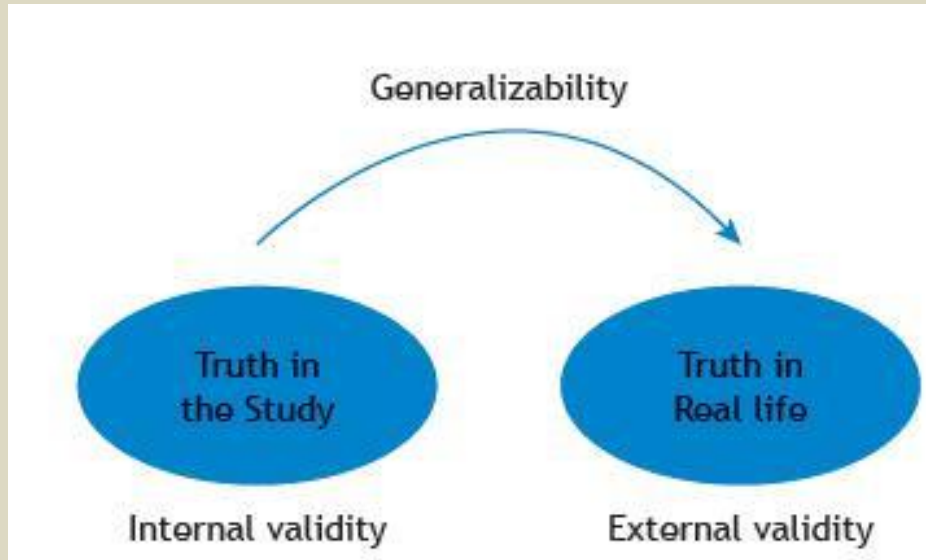 Generalizability
Truth in
the Study
Truth in
Real life
Internal validity
External validity